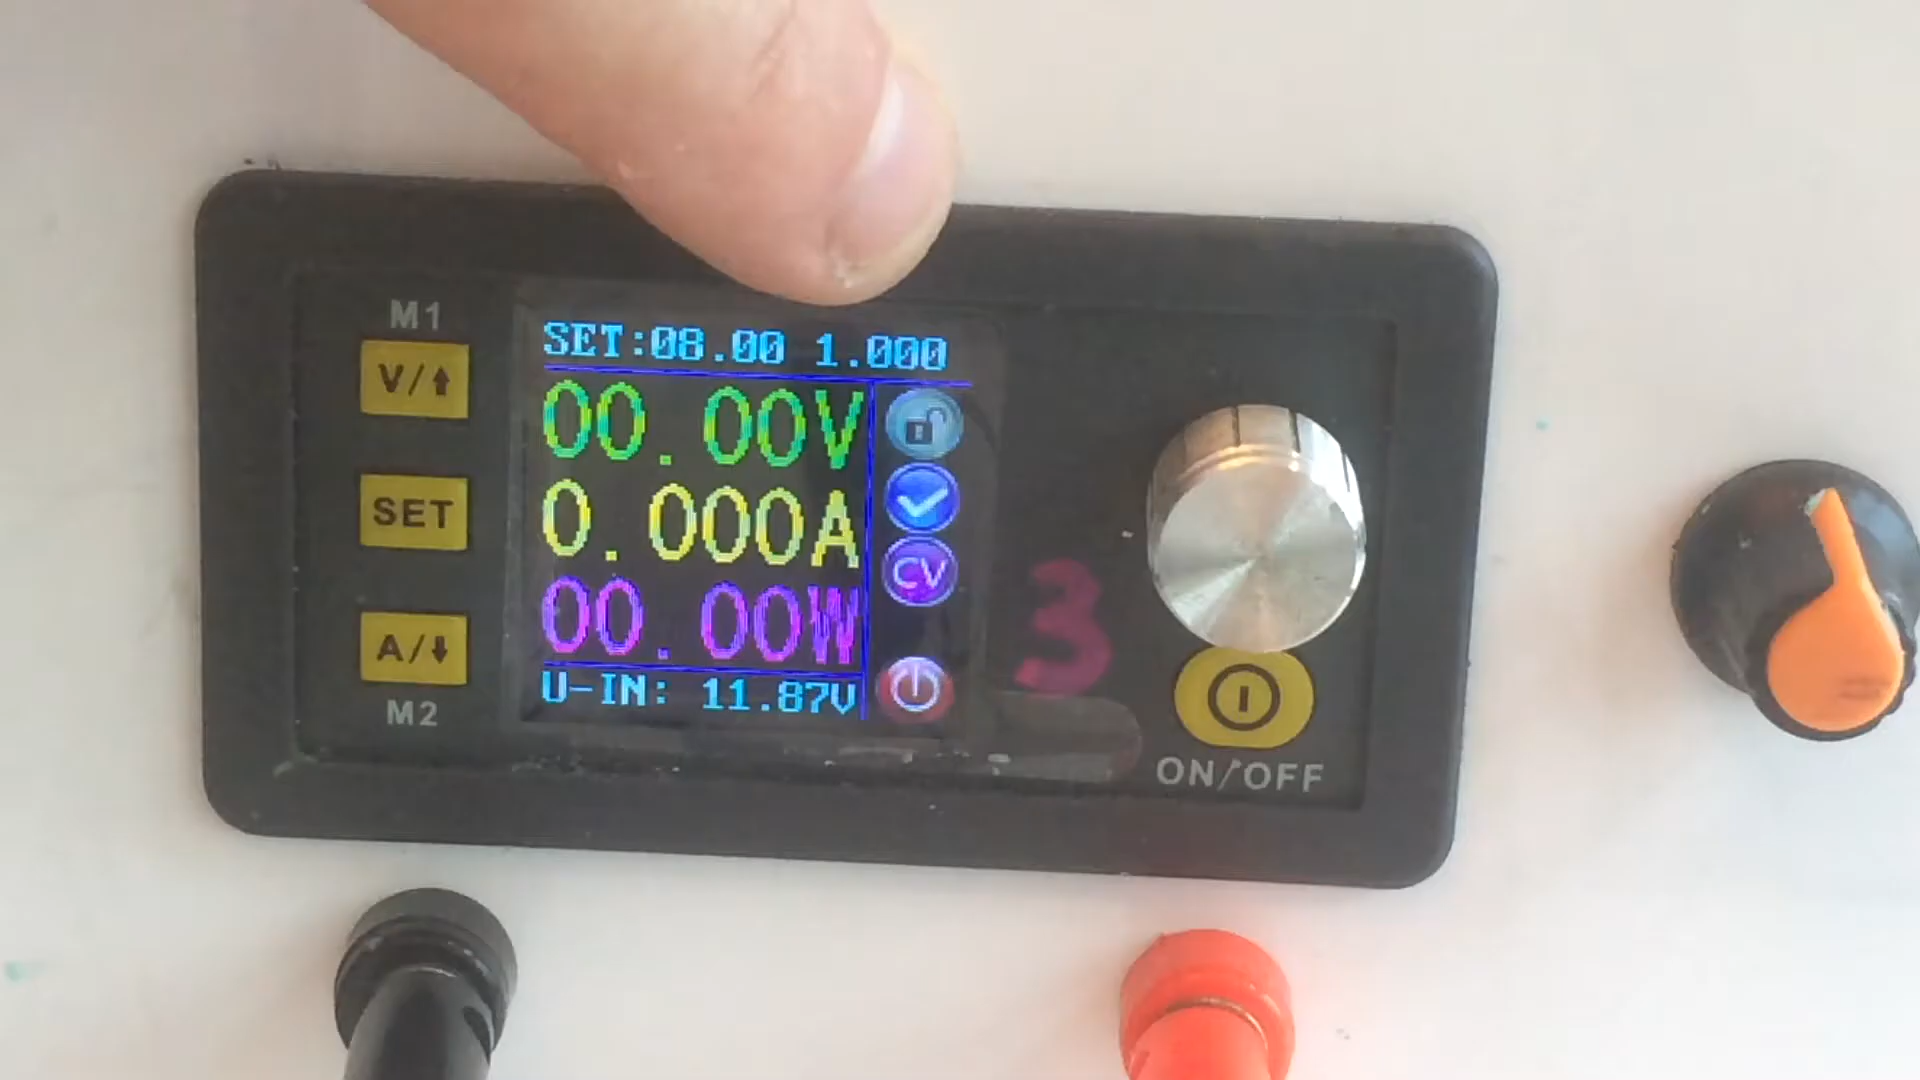 M1
V/⬆
SET
A/⬇
M2
SET:08.00 1.000
00.00V
0.000A
CV
00.00W
U-IN: 11.87V
3
ON/OFF